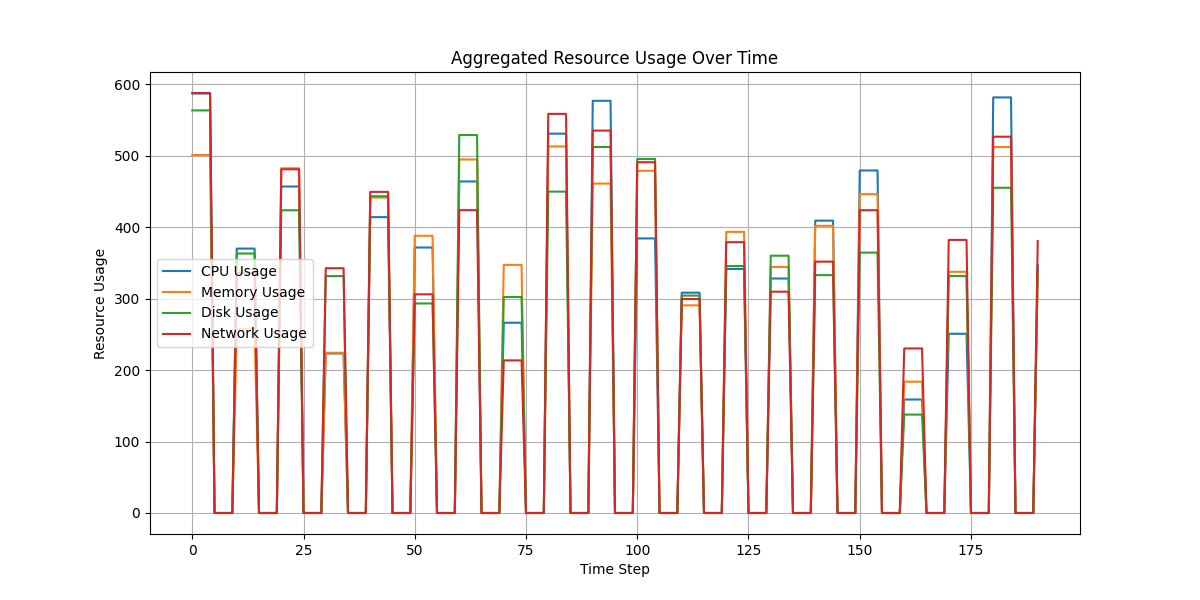 Aggregated Resource Usage Over Time
Resource Usage
600
500
400
300
200
100
0
CPU Usage
Memory Usage
Disk Usage
Network Usage
0 25 50 75 100 125 150 175
Time Step